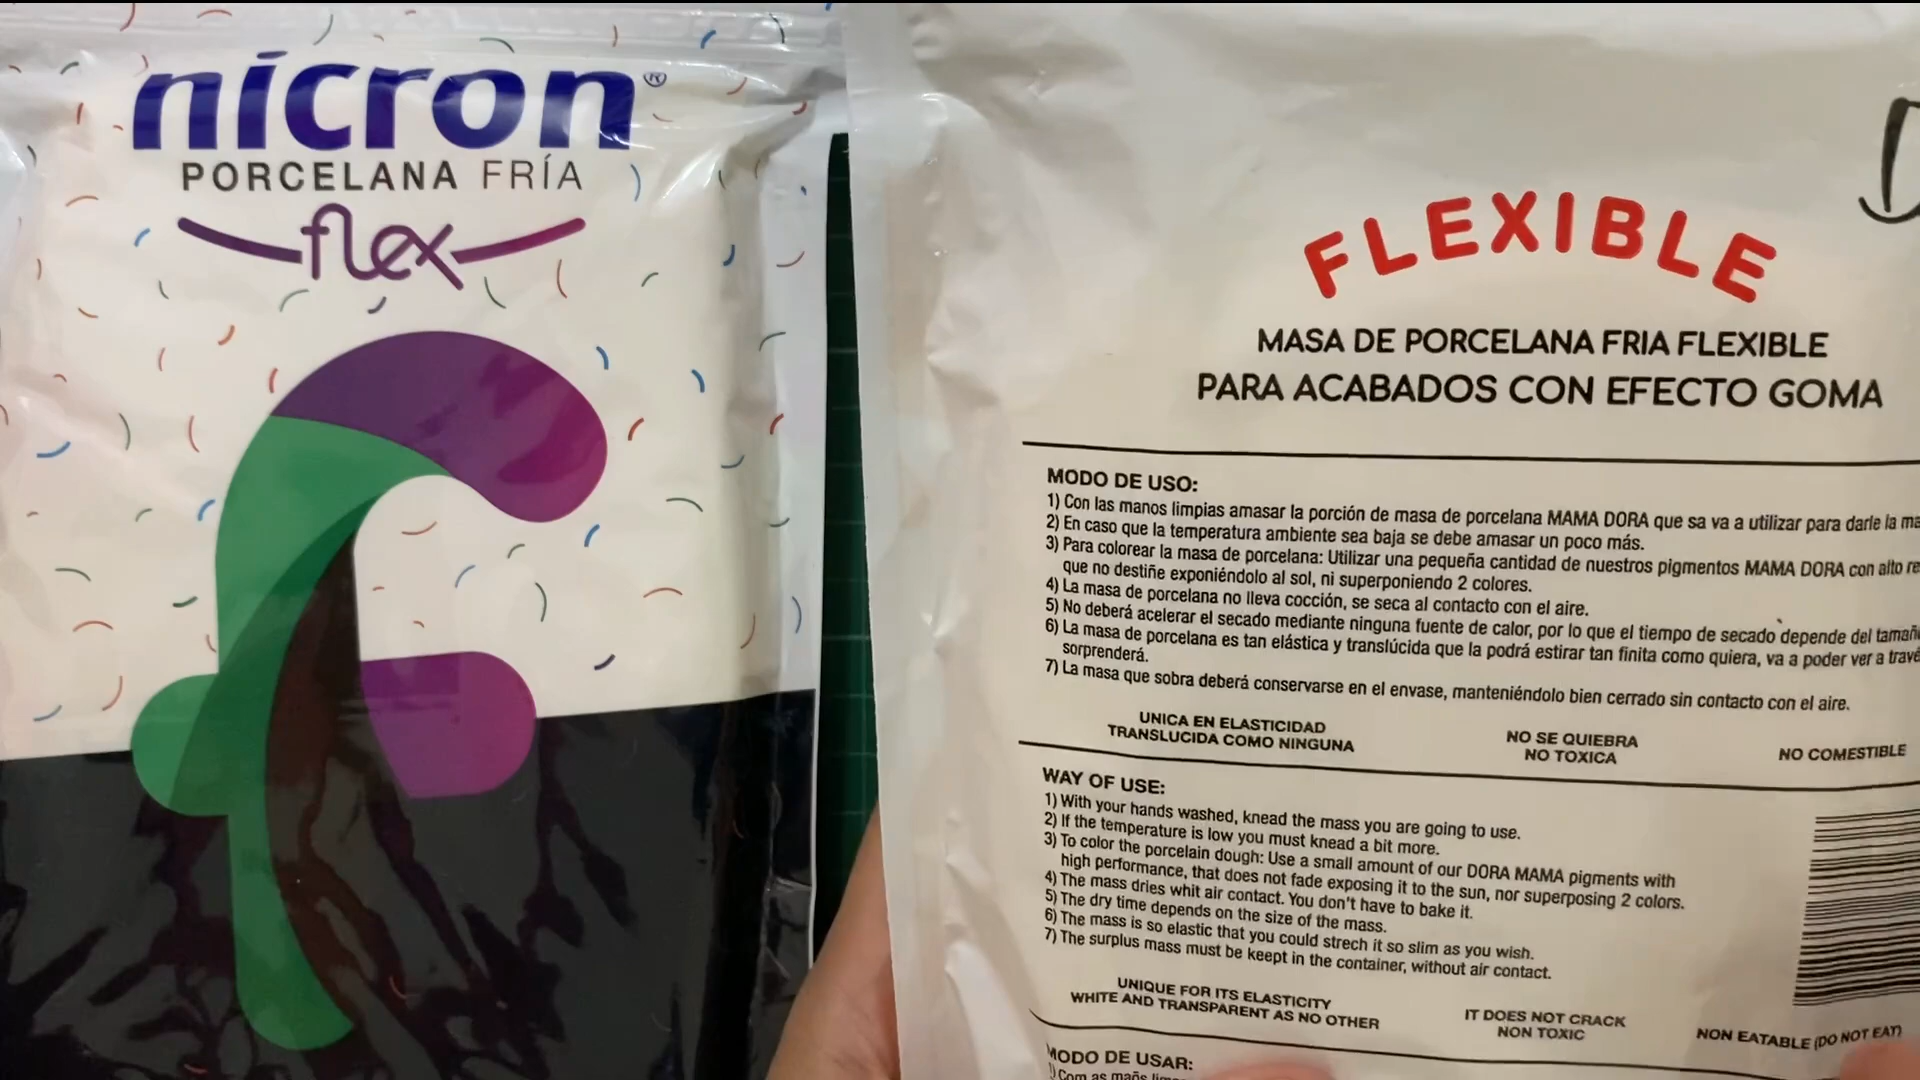 nicron®
PORCELANA FRÍA
flex
FLEXIBLE
MASA DE PORCELANA FRIA FLEXIBLE
PARA ACABADOS CON EFECTO GOMA
MODO DE USO:
1) Con las manos limpias amasar la porción de masa de porcelana MAMA DORA que sa va a utilizar para darle la
2) En caso que la temperatura ambiente sea baja se debe amasar un poco más.
3) Para colorear la masa de porcelana: Utilizar una pequeña cantidad de nuestros pigmentos MAMA DORA con alto
que no destiñe exponiéndolo al sol, ni superponiendo 2 colores.
4) La masa de porcelana no lleva cocción, se seca al contacto con el aire.
5) No deberá acelerar el secado mediante ninguna fuente de calor, por lo que el tiempo de secado depende del
6) La masa de porcelana es tan elástica y translúcida que la podrá estirar tan finita como quiera, va a poder ver a
sorprenderá.
7) La masa que sobra deberá conservarse en el envase, manteniéndolo bien cerrado sin contacto con el aire.
UNICA EN ELASTICIDAD
TRANSLUCIDA COMO NINGUNA
NO SE QUIEBRA
NO TOXICA
NO COMESTIBLE
WAY OF USE:
1) With your hands washed, knead the mass you are going to use.
2) If the temperature is low you must knead a bit more.
3) To color the porcelain dough: Use a small amount of our DORA MAMA pigments with
high performance, that does not fade exposing it to the sun, nor superposing 2 colors.
4) The mass dries whit air contact. You don't have to bake it.
5) The dry time depends on the size of the mass.
6) The mass is so elastic that you could strech it so slim as you wish.
7) The surplus mass must be keept in the container, without air contact.
UNIQUE FOR ITS ELASTICITY
WHITE AND TRANSPARENT AS NO OTHER
IT DOES NOT CRACK
NON TOXIC
NON EATABLE (DO NOT EAT)
MODO DE USAR:
1) Com as